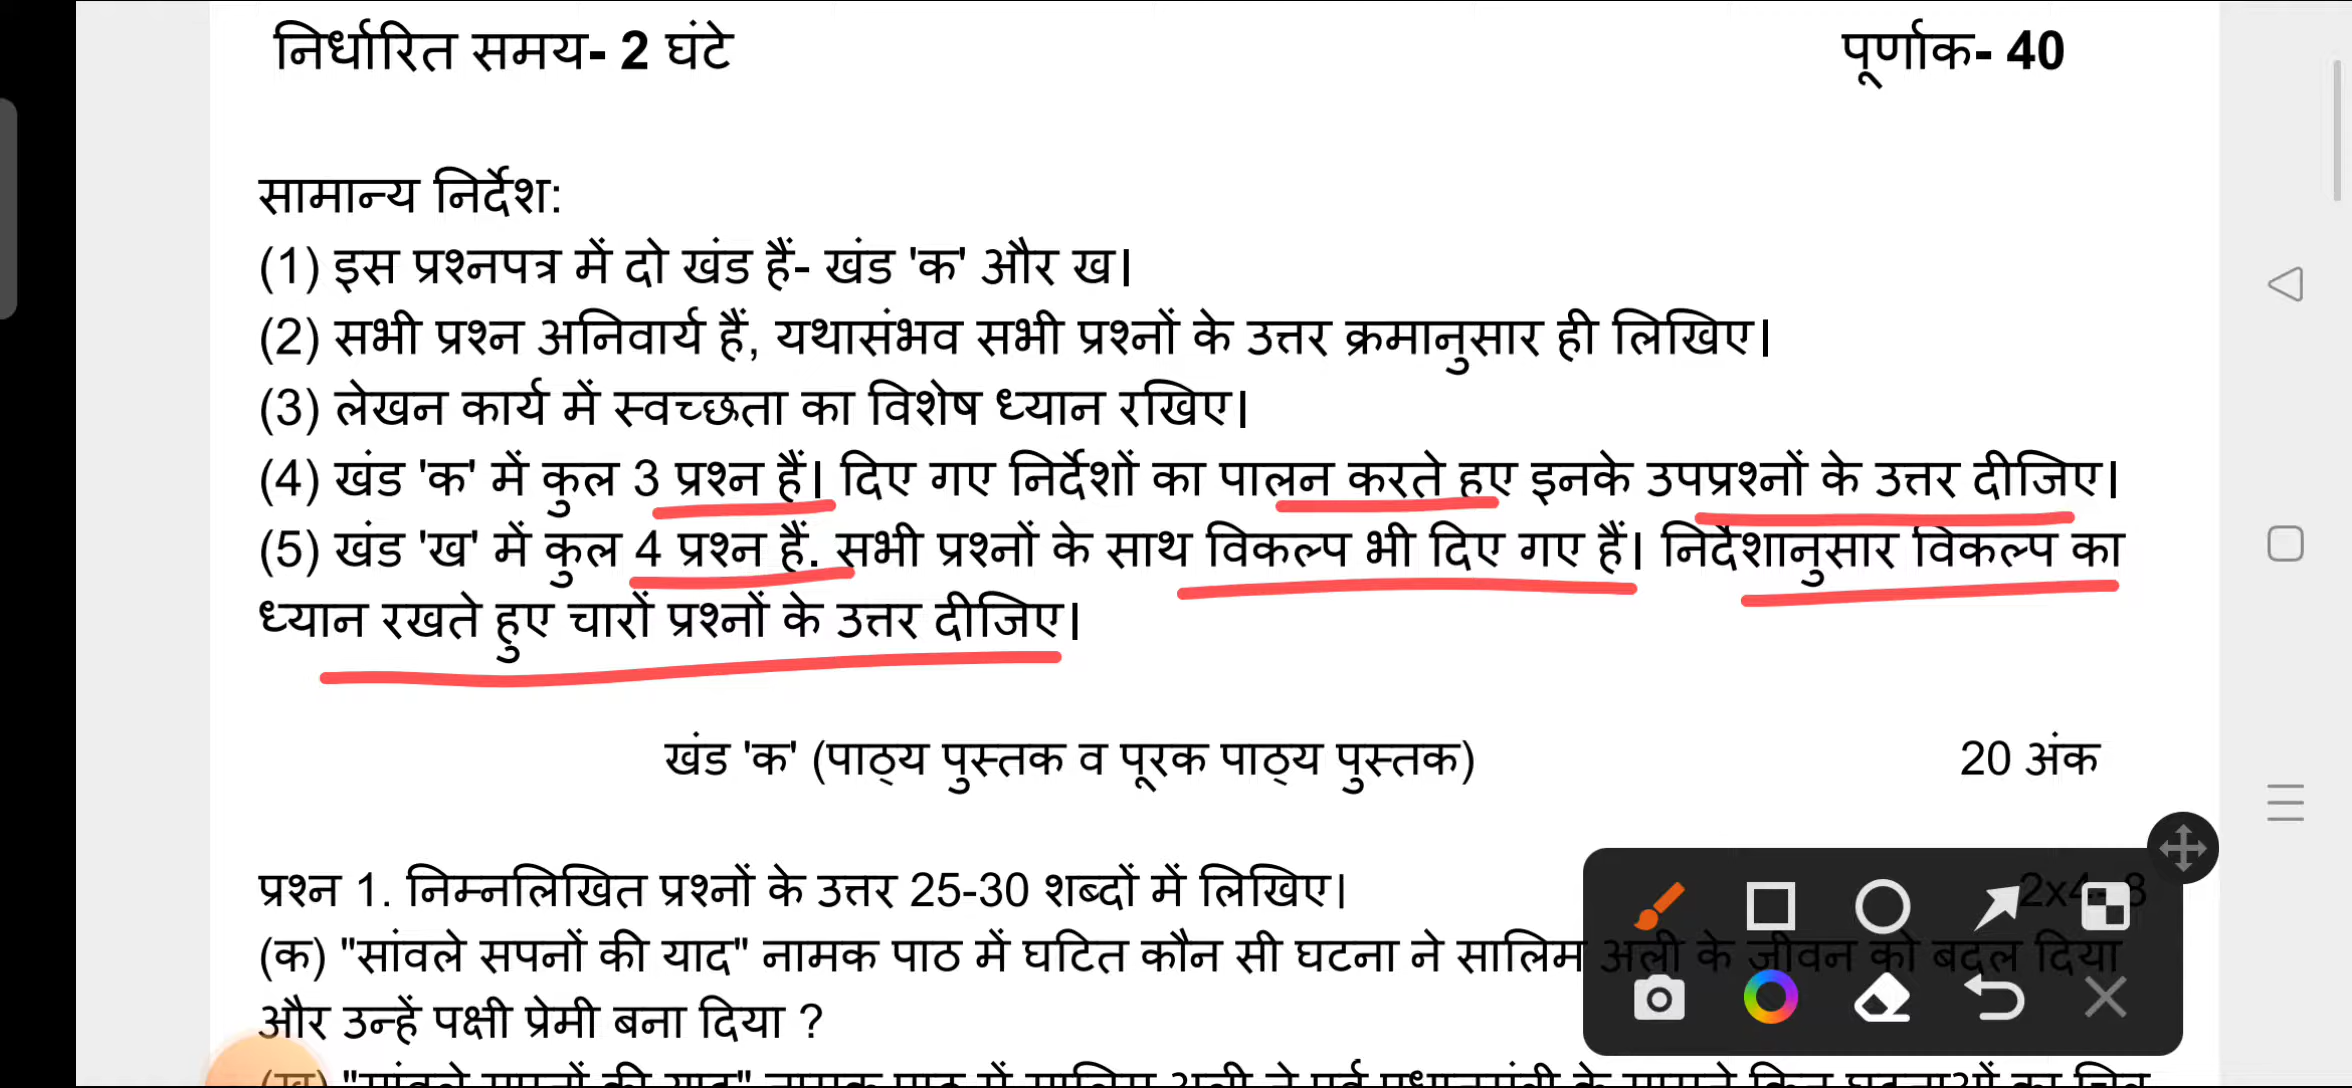 निर्धारित समय- 2 घंटे पूर्णाक- 40
सामान्य निर्देश:
(1) इस प्रश्नपत्र में दो खंड हैं- खंड 'क' और ख।
(2) सभी प्रश्न अनिवार्य हैं, यथासंभव सभी प्रश्नों के उत्तर क्रमानुसार ही लिखिए।
(3) लेखन कार्य में स्वच्छता का विशेष ध्यान रखिए।
(4) खंड 'क' में कुल 3 प्रश्न हैं। दिए गए निर्देशों का पालन करते हुए इनके उपप्रश्नों के उत्तर दीजिए।
(5) खंड 'ख' में कुल 4 प्रश्न हैं. सभी प्रश्नों के साथ विकल्प भी दिए गए हैं। निर्देशानुसार विकल्प का
ध्यान रखते हुए चारों प्रश्नों के उत्तर दीजिए।
खंड 'क' (पाठ्य पुस्तक व पूरक पाठ्य पुस्तक) 20 अंक
प्रश्न 1. निम्नलिखित प्रश्नों के उत्तर 25-30 शब्दों में लिखिए। 2x4 8
(क) "सांवले सपनों की याद" नामक पाठ में घटित कौन सी घटना ने सालिम अली के जीवन को बदल दिया
और उन्हें पक्षी प्रेमी बना दिया ?